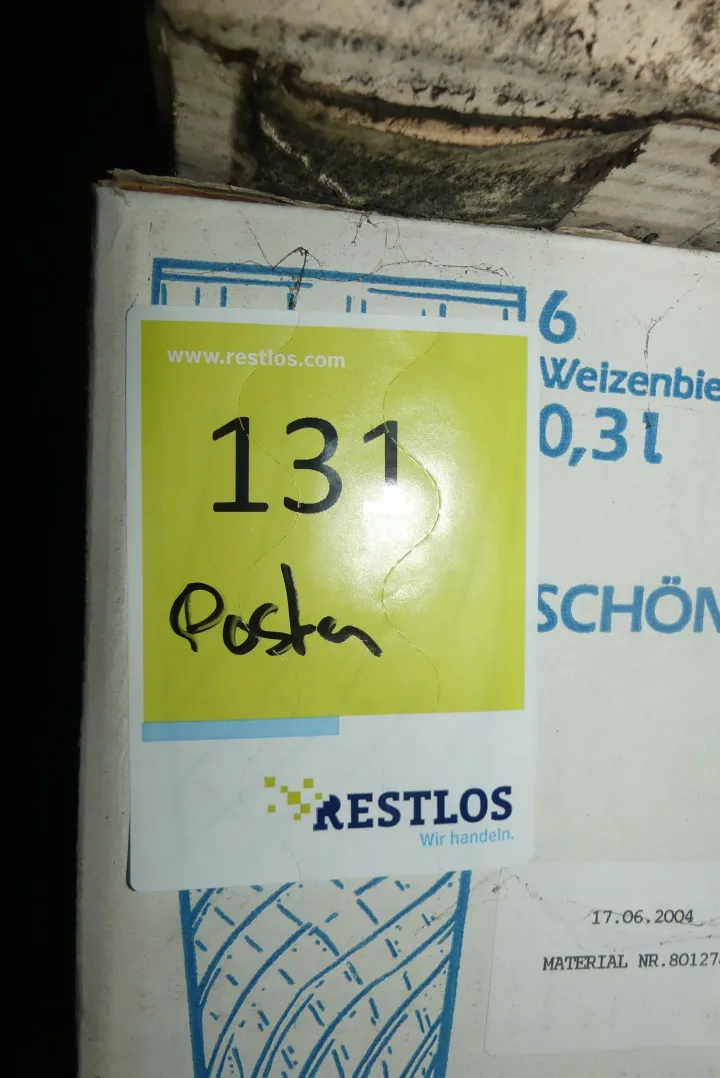 www.restlos.com
131
Posten
RESTLOS
Wir handeln.
6
Weizenbie
0,3 l
SCHÖN
17.06.2004
MATERIAL NR.80127